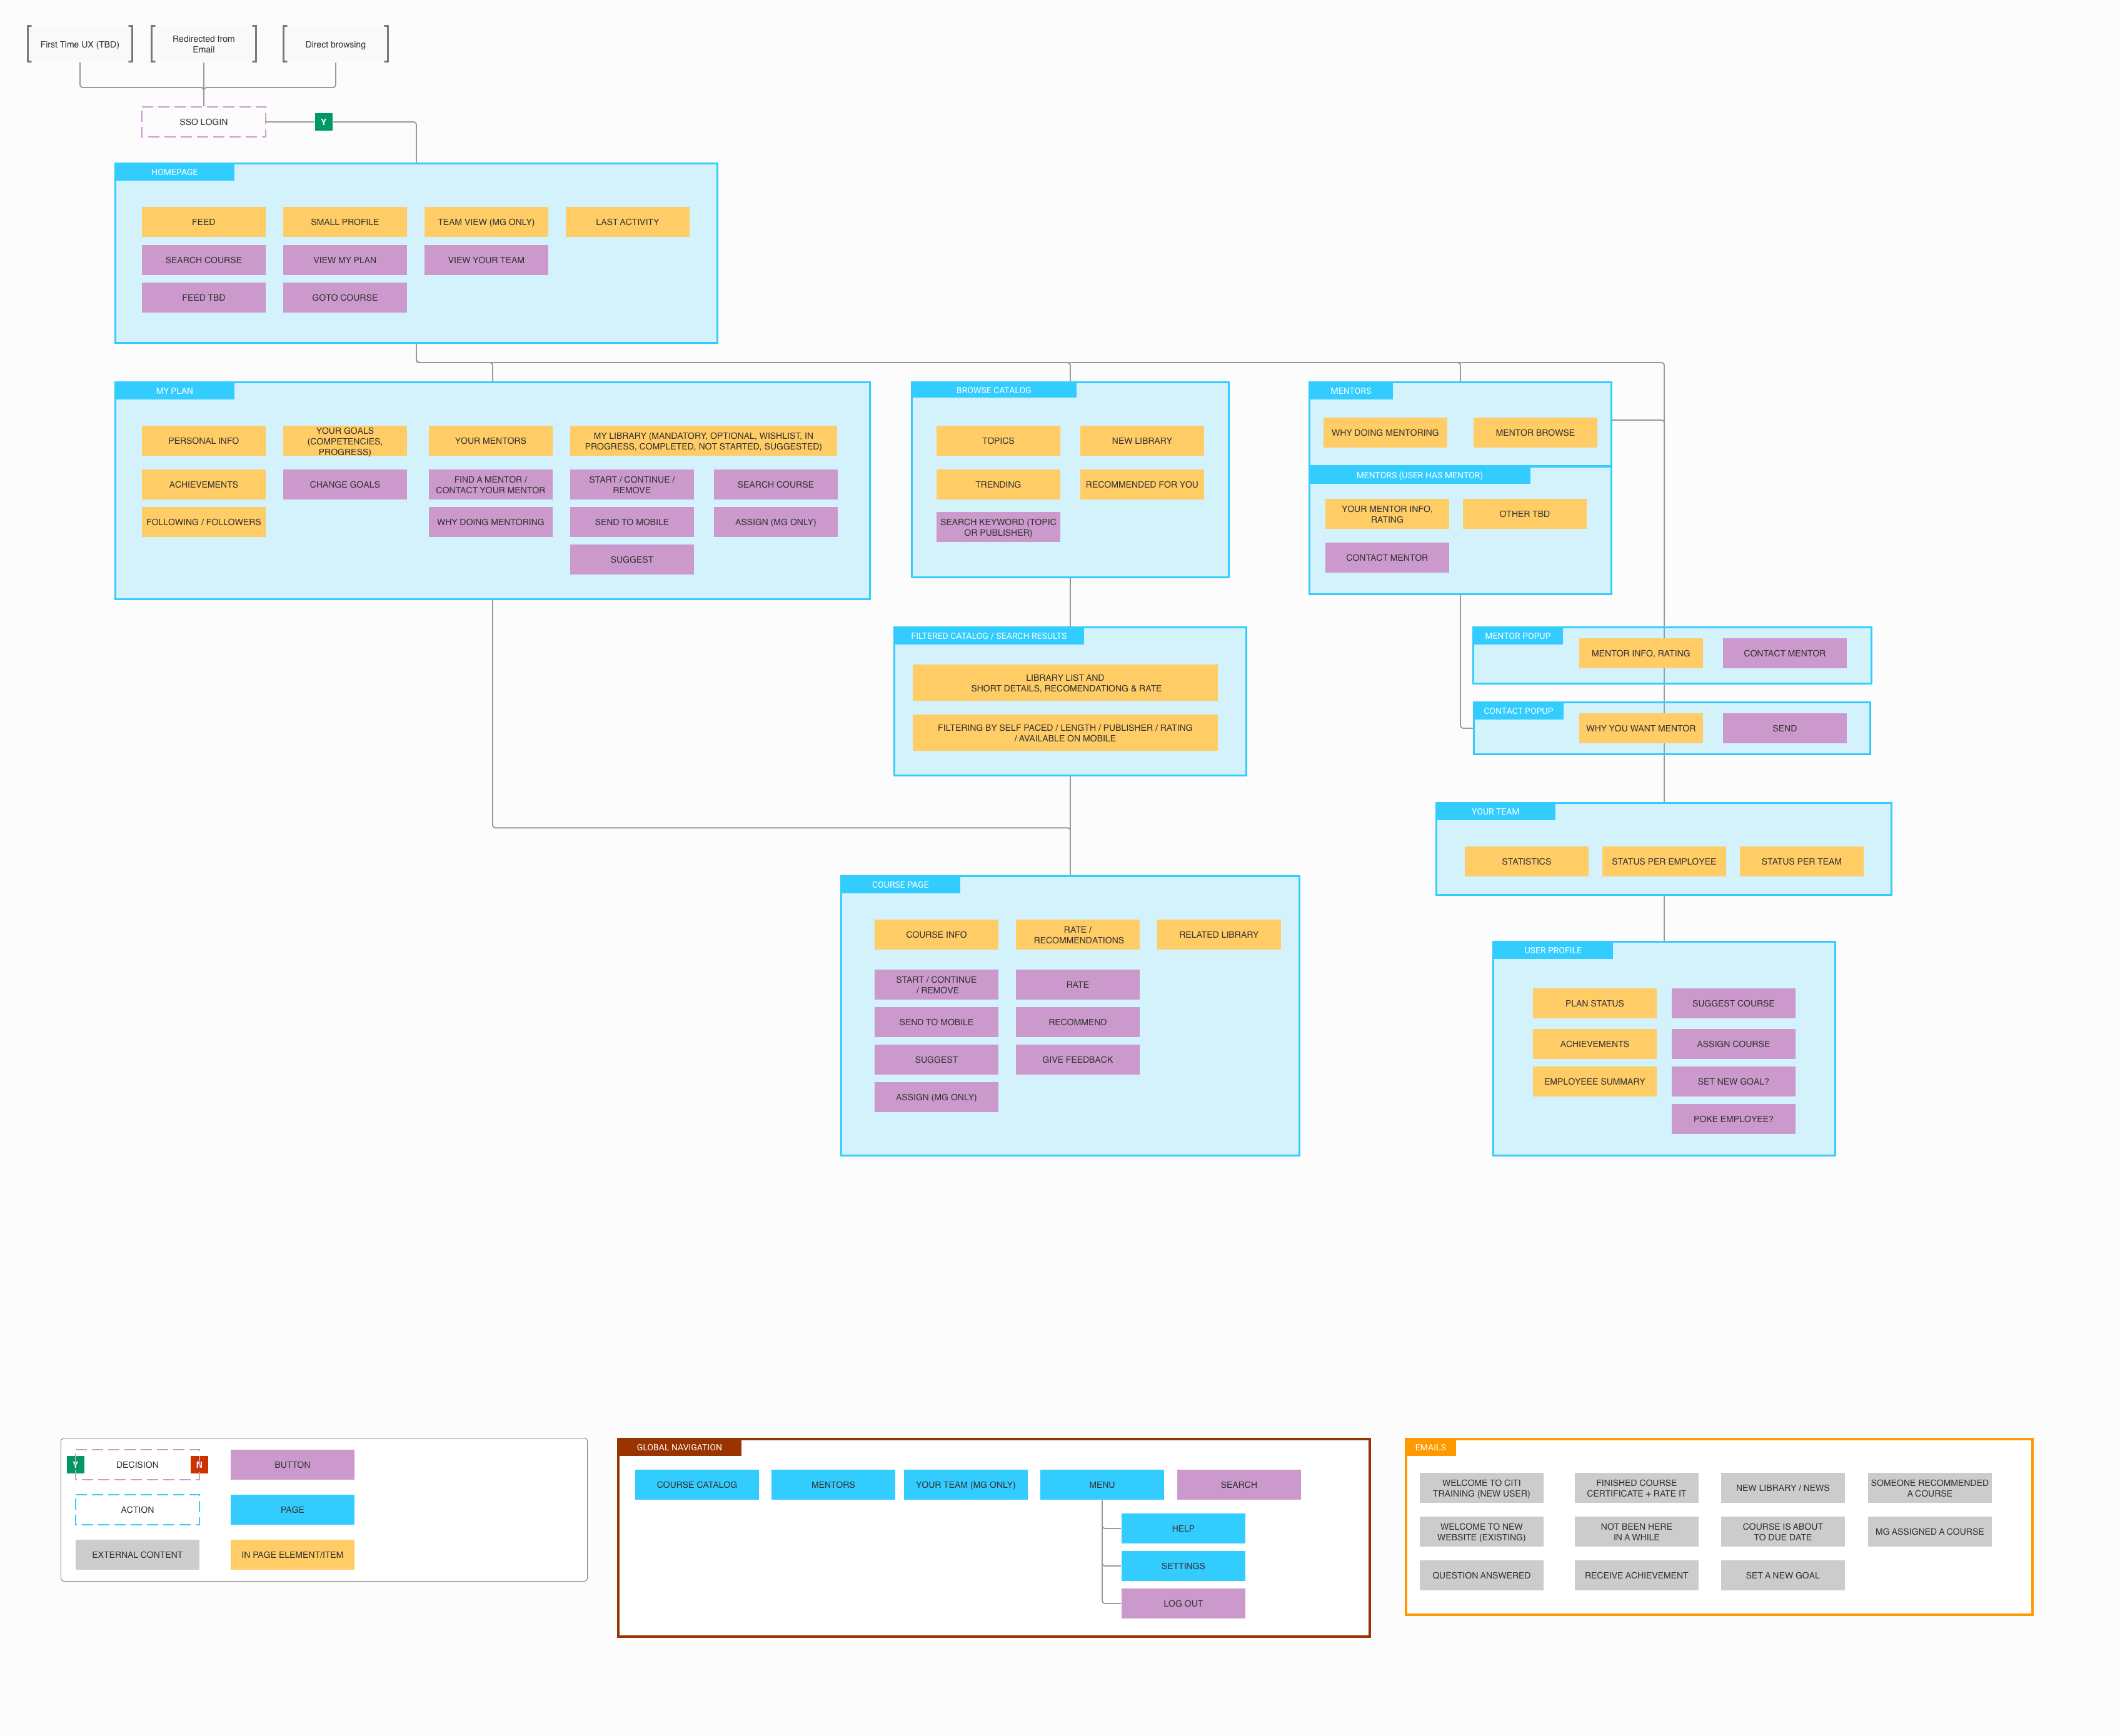 First Time UX (TBD)
Redirected from
Email
Direct browsing
SSO LOGIN
Y
HOMEPAGE
FEED
SMALL PROFILE
TEAM VIEW (MG ONLY)
LAST ACTIVITY
SEARCH COURSE
VIEW MY PLAN
VIEW YOUR TEAM
FEED TBD
GOTO COURSE
MY PLAN
PERSONAL INFO
YOUR GOALS
(COMPETENCIES,
PROGRESS)
YOUR MENTORS
MY LIBRARY (MANDATORY, OPTIONAL, WISHLIST, IN
PROGRESS, COMPLETED, NOT STARTED, SUGGESTED)
ACHIEVEMENTS
CHANGE GOALS
FIND A MENTOR /
CONTACT YOUR MENTOR
START / CONTINUE /
REMOVE
SEARCH COURSE
FOLLOWING / FOLLOWERS
WHY DOING MENTORING
SEND TO MOBILE
ASSIGN (MG ONLY)
SUGGEST
BROWSE CATALOG
TOPICS
NEW LIBRARY
TRENDING
RECOMMENDED FOR YOU
SEARCH KEYWORD (TOPIC
OR PUBLISHER)
MENTORS
WHY DOING MENTORING
MENTOR BROWSE
MENTORS (USER HAS MENTOR)
YOUR MENTOR INFO,
RATING
OTHER TBD
CONTACT MENTOR
FILTERED CATALOG / SEARCH RESULTS
LIBRARY LIST AND
SHORT DETAILS, RECOMENDATIONG & RATE
FILTERING BY SELF PACED / LENGTH / PUBLISHER / RATING
/ AVAILABLE ON MOBILE
MENTOR POPUP
MENTOR INFO, RATING
CONTACT MENTOR
CONTACT POPUP
WHY YOU WANT MENTOR
SEND
YOUR TEAM
STATISTICS
STATUS PER EMPLOYEE
STATUS PER TEAM
COURSE PAGE
COURSE INFO
RATE /
RECOMMENDATIONS
RELATED LIBRARY
START / CONTINUE
/ REMOVE
RATE
SEND TO MOBILE
RECOMMEND
SUGGEST
GIVE FEEDBACK
ASSIGN (MG ONLY)
USER PROFILE
PLAN STATUS
SUGGEST COURSE
ACHIEVEMENTS
ASSIGN COURSE
EMPLOYEEE SUMMARY
SET NEW GOAL?
POKE EMPLOYEE?
Y
DECISION
N
BUTTON
ACTION
PAGE
EXTERNAL CONTENT
IN PAGE ELEMENT/ITEM
GLOBAL NAVIGATION
COURSE CATALOG
MENTORS
YOUR TEAM (MG ONLY)
MENU
SEARCH
HELP
SETTINGS
LOG OUT
EMAILS
WELCOME TO CITI
TRAINING (NEW USER)
FINISHED COURSE
CERTIFICATE + RATE IT
NEW LIBRARY / NEWS
SOMEONE RECOMMENDED
A COURSE
WELCOME TO NEW
WEBSITE (EXISTING)
NOT BEEN HERE
IN A WHILE
COURSE IS ABOUT
TO DUE DATE
MG ASSIGNED A COURSE
QUESTION ANSWERED
RECEIVE ACHIEVEMENT
SET A NEW GOAL